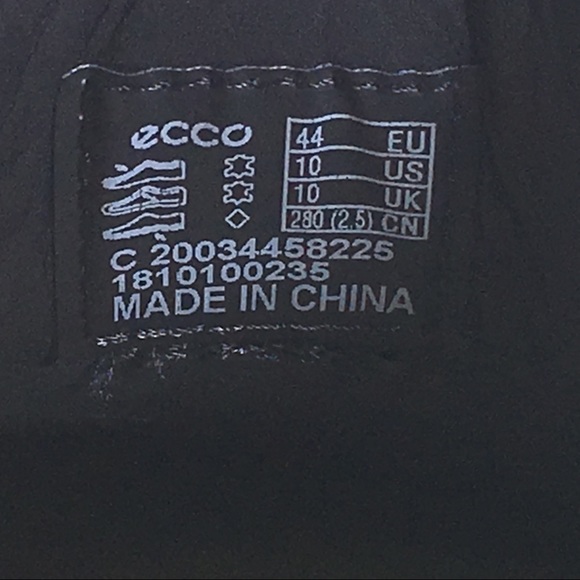 ecco
44 EU
10 US
10 UK
280 (2.5) CN
C 20034458225
1810100235
MADE IN CHINA